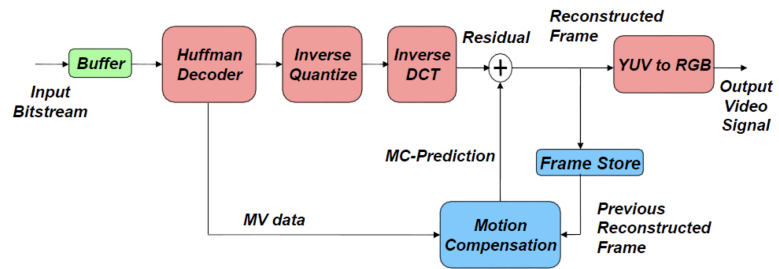 Input
Bitstream
Buffer
Huffman
Decoder
Inverse
Quantize
Inverse
DCT
Residual
+
Reconstructed
Frame
YUV to RGB
Output
Video
Signal
MC-Prediction
Frame Store
MV data
Motion
Compensation
Previous
Reconstructed
Frame